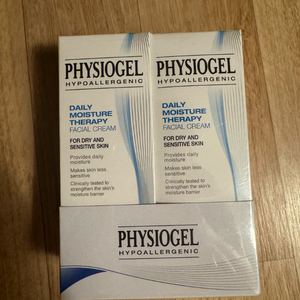 PHYSIOGEL
HYPOALLERGENIC
DAILY
MOISTURE
THERAPY
FACIAL CREAM
FOR DRY AND
SENSITIVE SKIN
Provides daily
moisture
Makes skin less
sensitive
Clinically tested to
strengthen the skin's
moisture barrier
PHYSIOGEL
HYPOALLERGENIC
DAILY
MOISTURE
THERAPY
FACIAL CREAM
FOR DRY AND
SENSITIVE SKIN
Provides daily
moisture
Makes skin less
sensitive
Clinically tested to
strengthen the skin's
moisture barrier
PHYSIOGEL
HYPOALLERGENIC